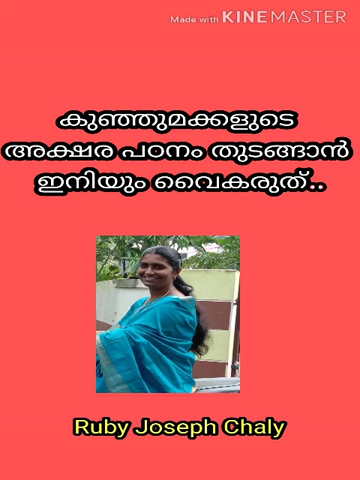 Made with KINEMASTER
കുഞ്ഞുമക്കളുടെ
അക്ഷര പഠനം തുടങ്ങാൻ
ഇനിയും വൈകരുത്..
Ruby Joseph Chaly